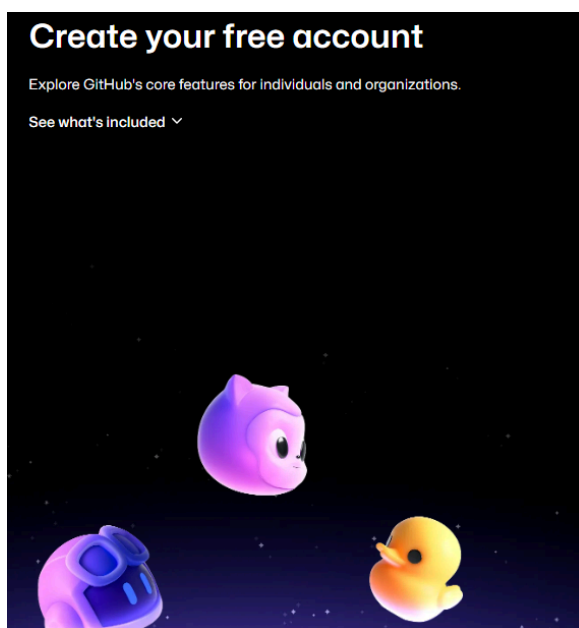 Create your free account
Explore GitHub's core features for individuals and organizations.
See what's included